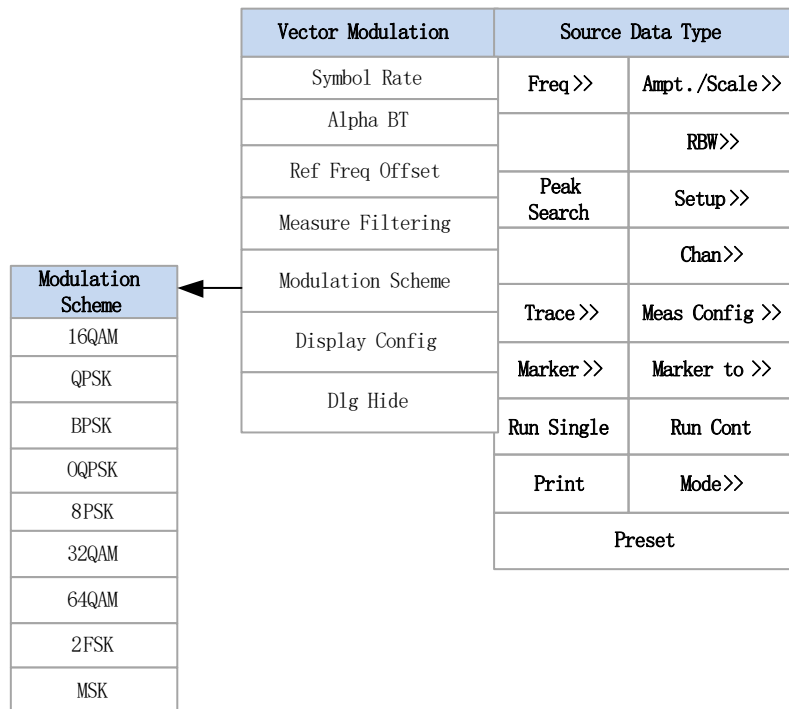 Vector Modulation
Symbol Rate
Alpha BT
Ref Freq Offset
Measure Filtering
Modulation Scheme
Display Config
Dlg Hide
Source Data Type
Freq>> Ampt./Scale>>
RBW>>
Peak
Search
Setup>>
Chan>>
Trace>> Meas Config >>
Marker>> Marker to >>
Run Single Run Cont
Print Mode>>
Preset
Modulation
Scheme
16QAM
QPSK
BPSK
OQPSK
8PSK
32QAM
64QAM
2FSK
MSK